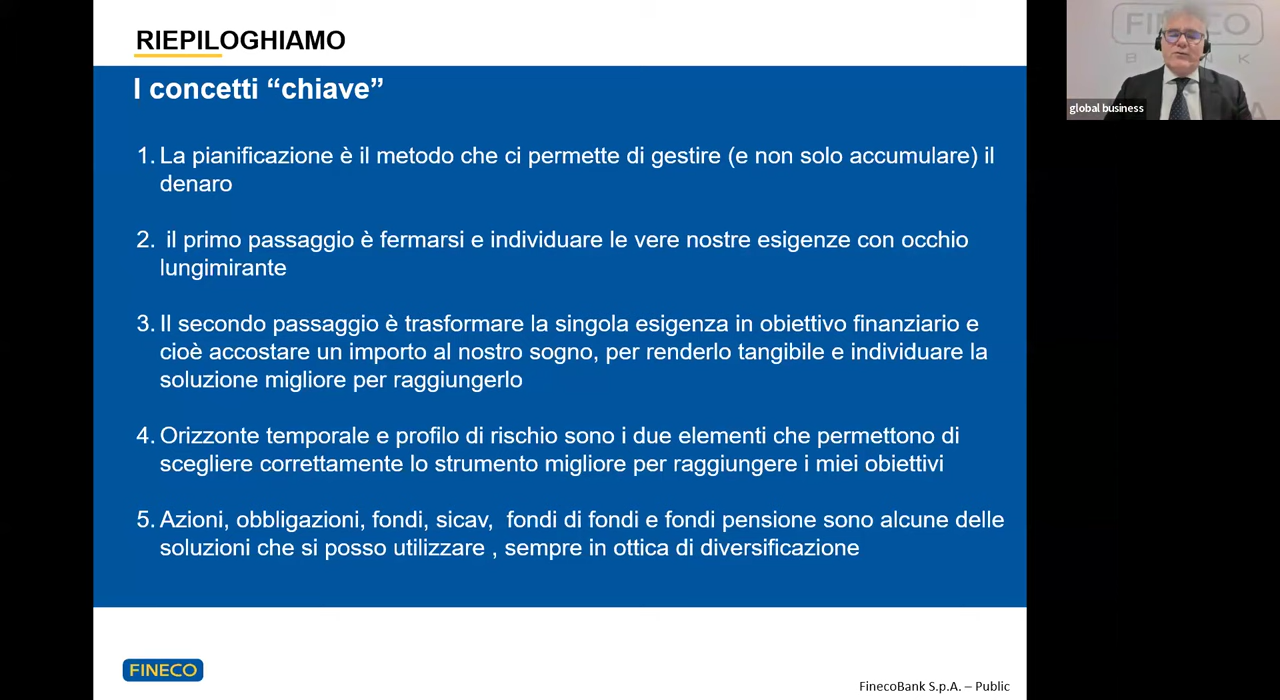 RIEPILOGHIAMO
I concetti “chiave”
1. La pianificazione è il metodo che ci permette di gestire (e non solo accumulare) il
denaro
2. il primo passaggio è fermarsi e individuare le vere nostre esigenze con occhio
lungimirante
3. Il secondo passaggio è trasformare la singola esigenza in obiettivo finanziario e
cioè accostare un importo al nostro sogno, per renderlo tangibile e individuare la
soluzione migliore per raggiungerlo
4. Orizzonte temporale e profilo di rischio sono i due elementi che permettono di
scegliere correttamente lo strumento migliore per raggiungere i miei obiettivi
5. Azioni, obbligazioni, fondi, sicav, fondi di fondi e fondi pensione sono alcune delle
soluzioni che si posso utilizzare , sempre in ottica di diversificazione
FINECO
FinecoBank S.p.A. – Public
global business